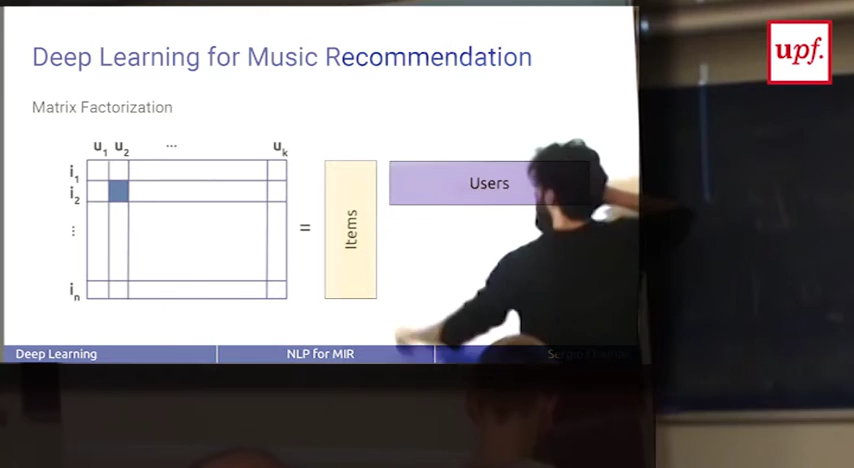 Deep Learning for Music Recommendation
Matrix Factorization
u1 u2 ... uk
i1
i2
⋮
in
=
Items
Users
Deep Learning
NLP for MIR
Sergio
upf.